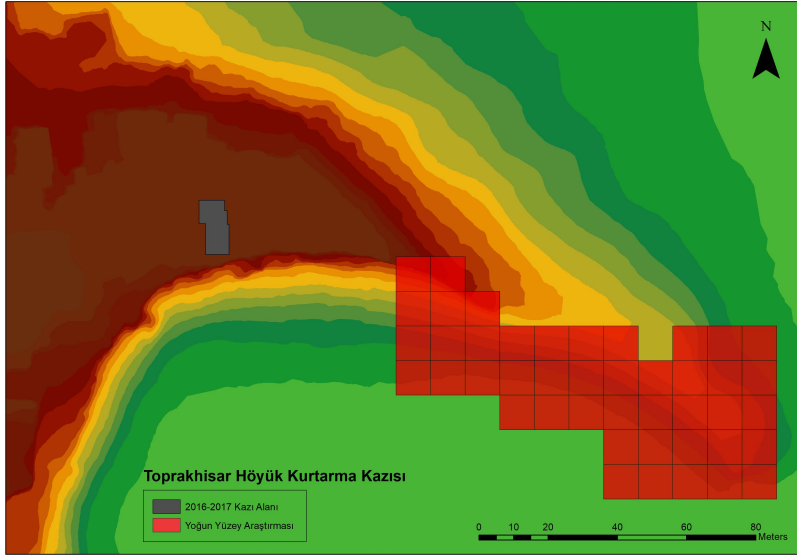 N
Toprakhisar Höyük Kurtarma Kazısı
2016-2017 Kazı Alanı
Yoğun Yüzey Araştırması
0 10 20 40 60 80
Meters